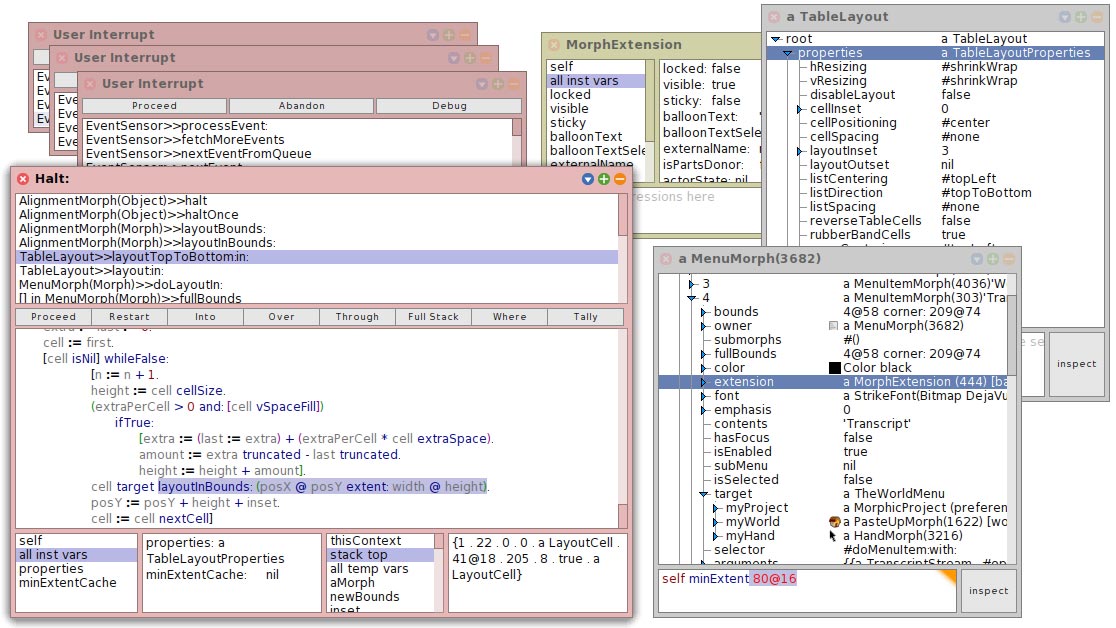 User Interrupt
User Interrupt
User Interrupt
Proceed Abandon Debug
EventSensor>>processEvent:
EventSensor>>fetchMoreEvents
EventSensor>>nextEventFromQueue
Halt:
AlignmentMorph(Object)>>halt
AlignmentMorph(Object)>>haltOnce
AlignmentMorph(Morph)>>layoutBounds:
AlignmentMorph(Morph)>>layoutInBounds:
TableLayout>>layoutTopToBottom:in:
TableLayout>>layout:in:
MenuMorph(Morph)>>doLayoutIn:
[] in MenuMorph(Morph)>>fullBounds
Proceed Restart Into Over Through Full Stack Where Tally
cell := first.
[cell isNil] whileFalse:
[n := n + 1.
height := cell cellSize.
(extraPerCell > 0 and: [cell vSpaceFill])
ifTrue:
[extra := (last := extra) + (extraPerCell * cell extraSpace).
amount := extra truncated - last truncated.
height := height + amount].
cell target layoutInBounds: (posX @ posY extent: width @ height).
posY := posY + height + inset.
cell := cell nextCell]
self
all inst vars
properties
minExtentCache
properties: a
TableLayoutProperties
minExtentCache: nil
thisContext
stack top
all temp vars
aMorph
newBounds
inset
{1 . 22 . 0 . 0 . a LayoutCell .
41@18 . 205 . 8 . true . a
LayoutCell}
MorphExtension
self
all inst vars
locked
visible
sticky
balloonText
balloonTextSele
externalName
locked: false
visible: true
sticky: false
balloonText:
balloonTextSele
externalName:
isPartsDonor:
actorState: nil
ressions here
a TableLayout
root a TableLayout
properties a TableLayoutProperties
hResizing #shrinkWrap
vResizing #shrinkWrap
disableLayout false
cellInset 0
cellPositioning #center
cellSpacing #none
layoutInset 3
layoutOutset nil
listCentering #topLeft
listDirection #topToBottom
listSpacing #none
reverseTableCells false
rubberBandCells true
inspect
a MenuMorph(3682)
3 a MenuItemMorph(4036)'W
4 a MenuItemMorph(303)'Tra
bounds 4@58 corner: 209@74
owner a MenuMorph(3682)
submorphs #()
fullBounds 4@58 corner: 209@74
color Color black
extension a MorphExtension (444) [ba
font a StrikeFont(Bitmap DejaVu
emphasis 0
contents 'Transcript'
hasFocus false
isEnabled true
subMenu nil
isSelected false
target a TheWorldMenu
myProject a MorphicProject (preferen
myWorld a PasteUpMorph(1622) [wo
myHand a HandMorph(3216)
selector #doMenuItem:with:
arguments {{a TranscriptStream . #op
self minExtent 80@16
inspect